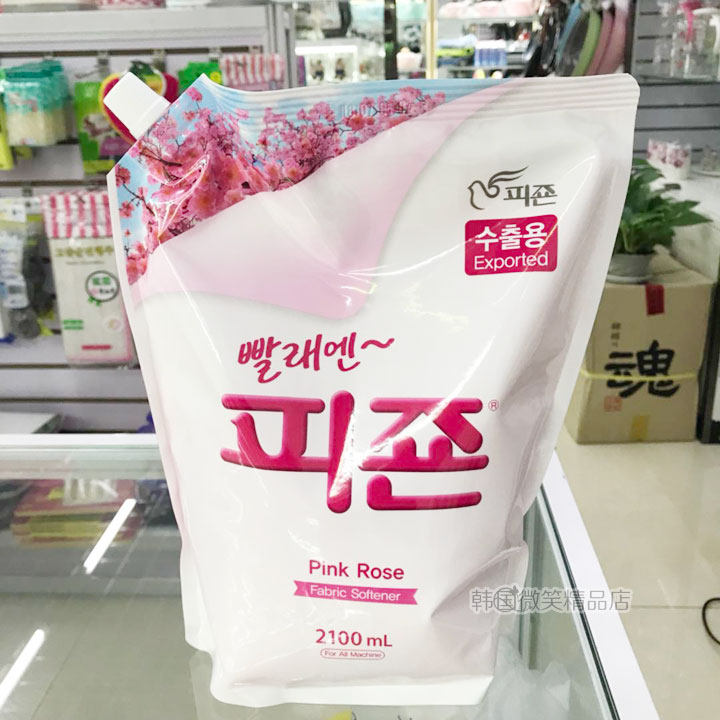 피죤
수출용
Exported
빨래엔~
피죤®
Pink Rose
Fabric Softener
2100 mL
For All Machine
韩国微笑精品店
魂